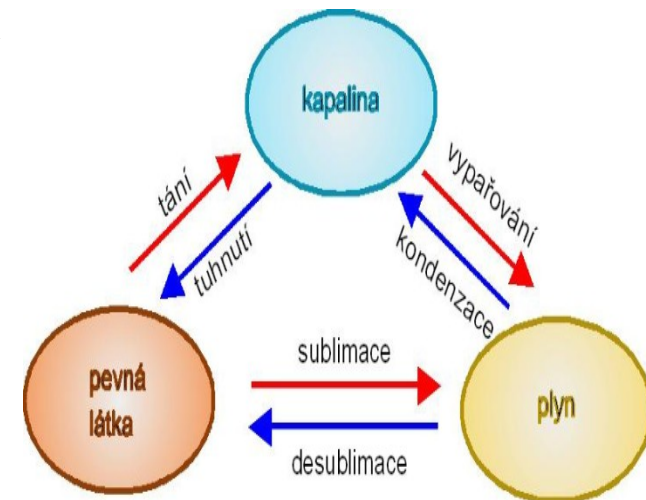 kapalina
tání
tuhnutí
vypařování
kondenzace
pevná
látka
sublimace
desublimace
plyn